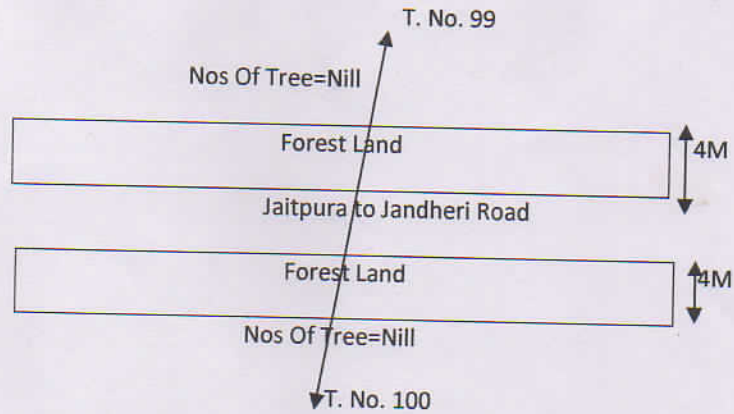 T. No. 99
Nos Of Tree=Nill
Forest Land
4M
Jaitpura to Jandheri Road
Forest Land
4M
Nos Of Tree=Nill
T. No. 100